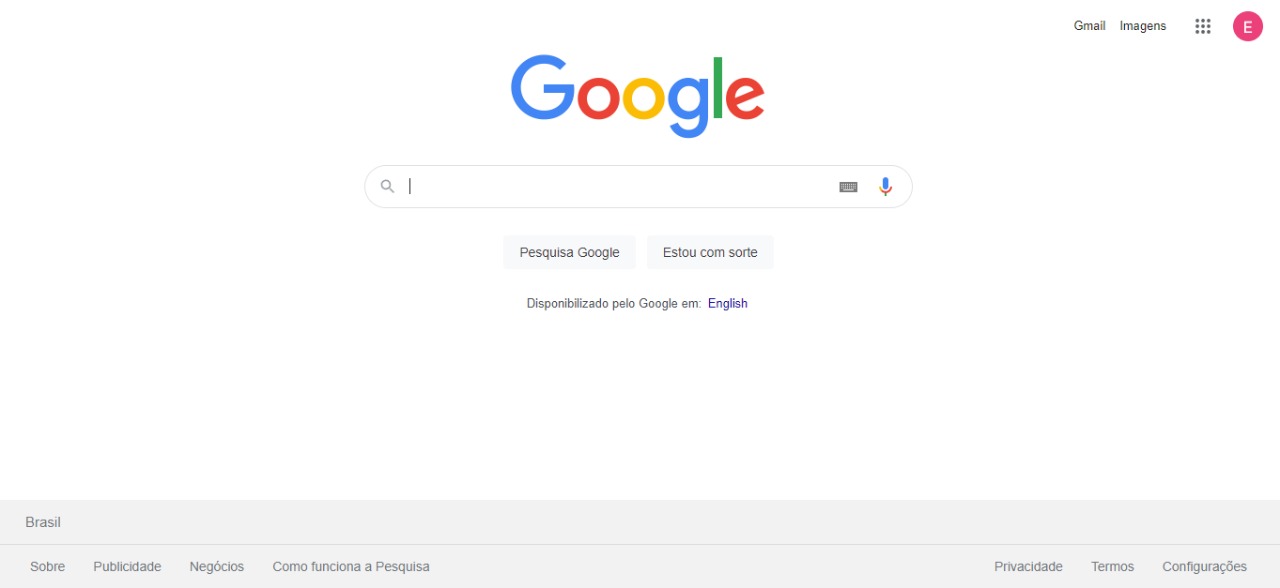 Gmail Imagens E
Google
Pesquisa Google Estou com sorte
Disponibilizado pelo Google em: English
Brasil
Sobre Publicidade Negócios Como funciona a Pesquisa Privacidade Termos Configurações